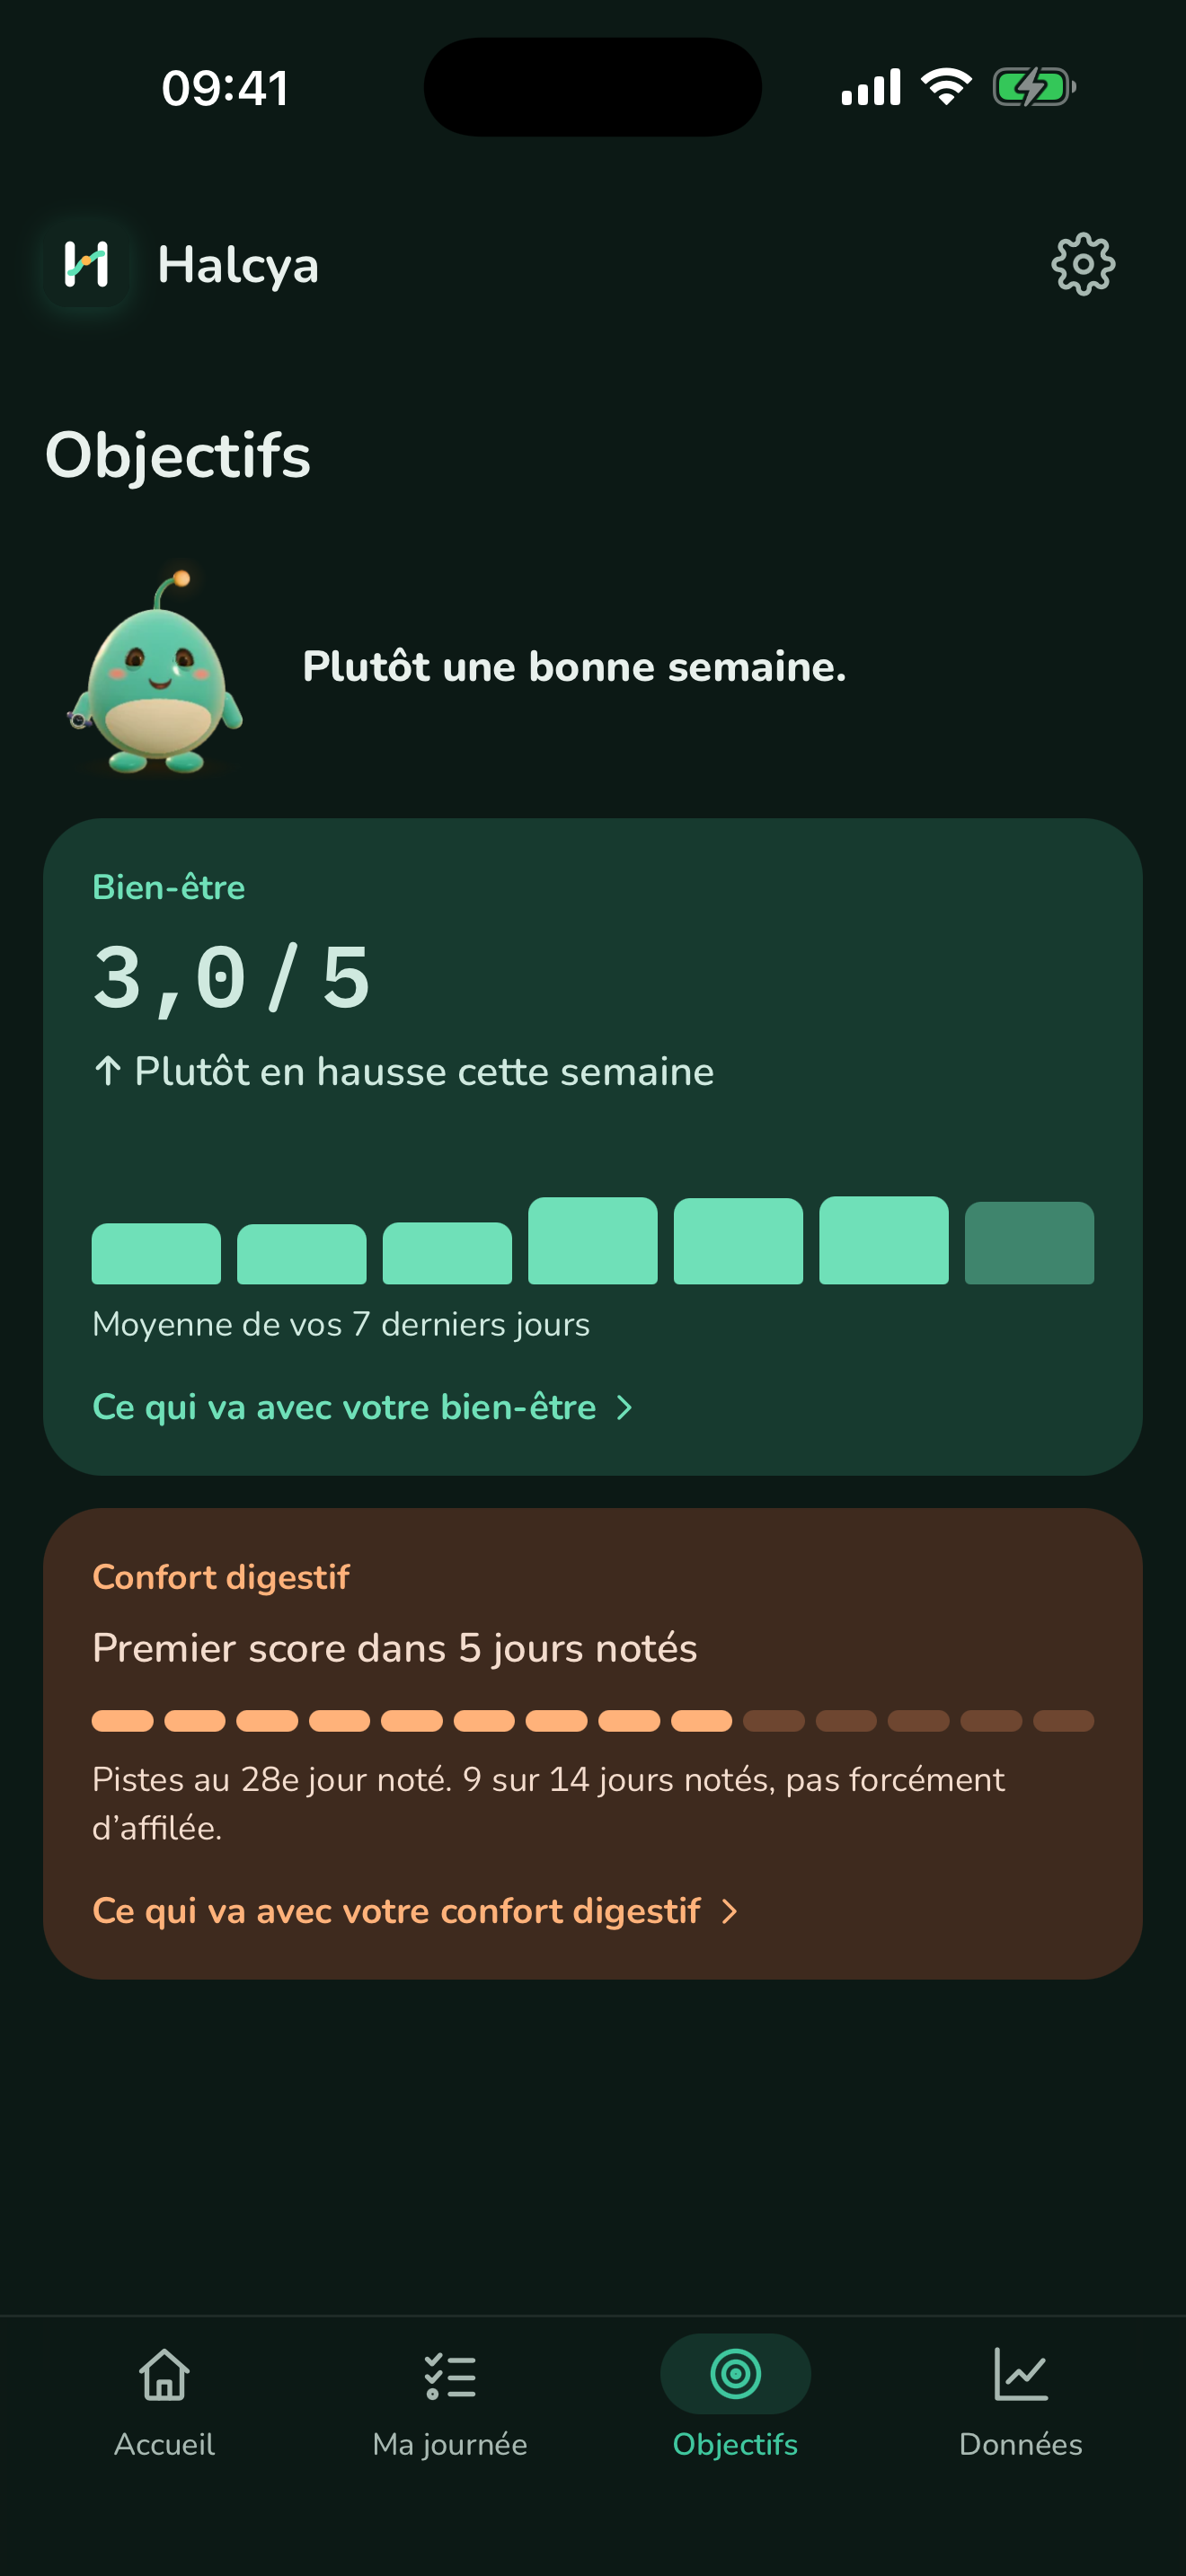 09:41
Halcya
Objectifs
Plutôt une bonne semaine.
Bien-être
3,0/5
↑ Plutôt en hausse cette semaine
Moyenne de vos 7 derniers jours
Ce qui va avec votre bien-être
Confort digestif
Premier score dans 5 jours notés
Pistes au 28e jour noté. 9 sur 14 jours notés, pas forcément
d’affilée.
Ce qui va avec votre confort digestif
Accueil
Ma journée
Objectifs
Données